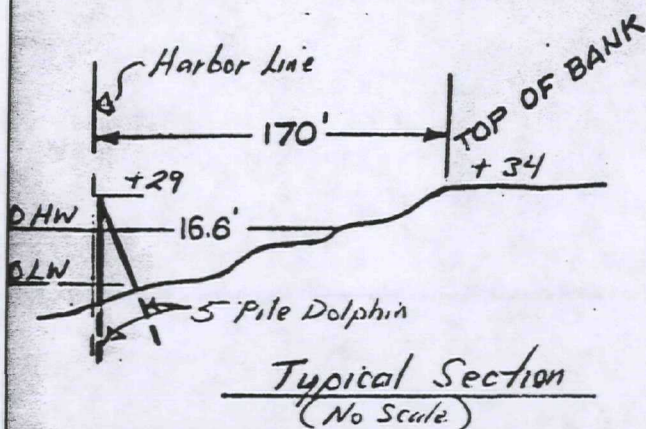 Harbor Line
170'
TOP OF BANK
+29
+ 34
OHW
16.6'
OLW
5 Pile Dolphin
Typical Section
(No Scale)